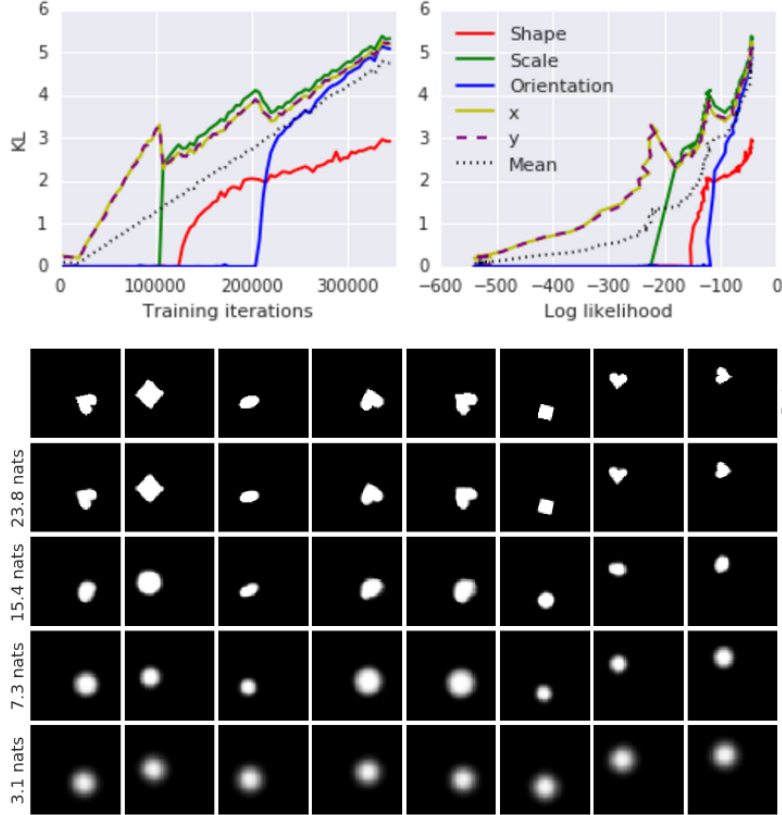 KL
6
5
4
3
2
1
0
0 100000 200000 300000
Training iterations
6
5
4
3
2
1
0
Shape
Scale
Orientation
x
y
Mean
−600 −500 −400 −300 −200 −100 0
Log likelihood
23.8 nats
15.4 nats
7.3 nats
3.1 nats